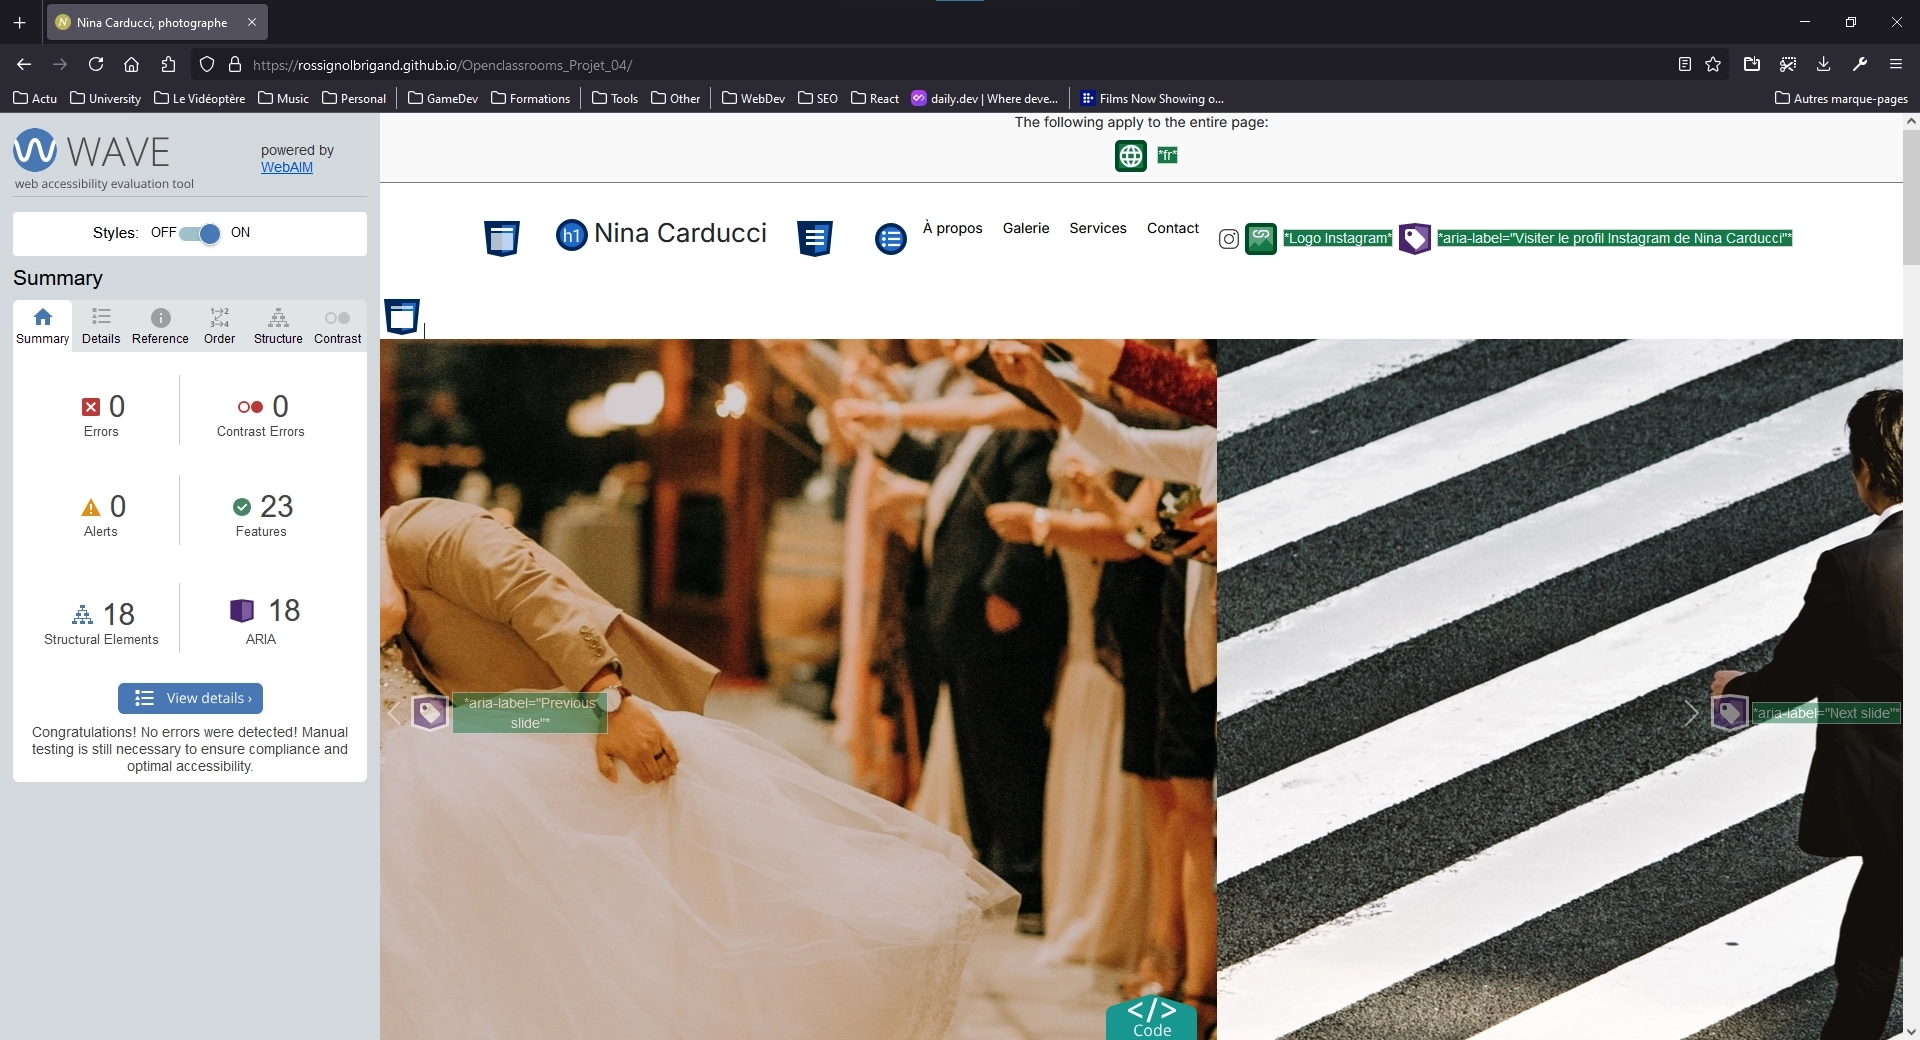 Nina Carducci, photographe
https://rossignolbrigand.github.io/Openclassrooms_Projet_04/
Actu University Le Vidéoptère Music Personal GameDev Formations Tools Other WebDev SEO React daily.dev | Where deve... Films Now Showing o... Autres marque-pages
WAVE
powered by
WebAIM
web accessibility evaluation tool
Styles: OFF ON
Summary
Summary Details Reference Order Structure Contrast
0
Errors
0
Contrast Errors
0
Alerts
23
Features
18
Structural Elements
18
ARIA
View details ›
Congratulations! No errors were detected! Manual
testing is still necessary to ensure compliance and
optimal accessibility.
The following apply to the entire page:
*fr*
h1 Nina Carducci
À propos Galerie Services Contact
*Logo Instagram* *aria-label="Visiter le profil Instagram de Nina Carducci"*
*aria-label="Previous
slide"*
*aria-label="Next slide"*
</>
Code